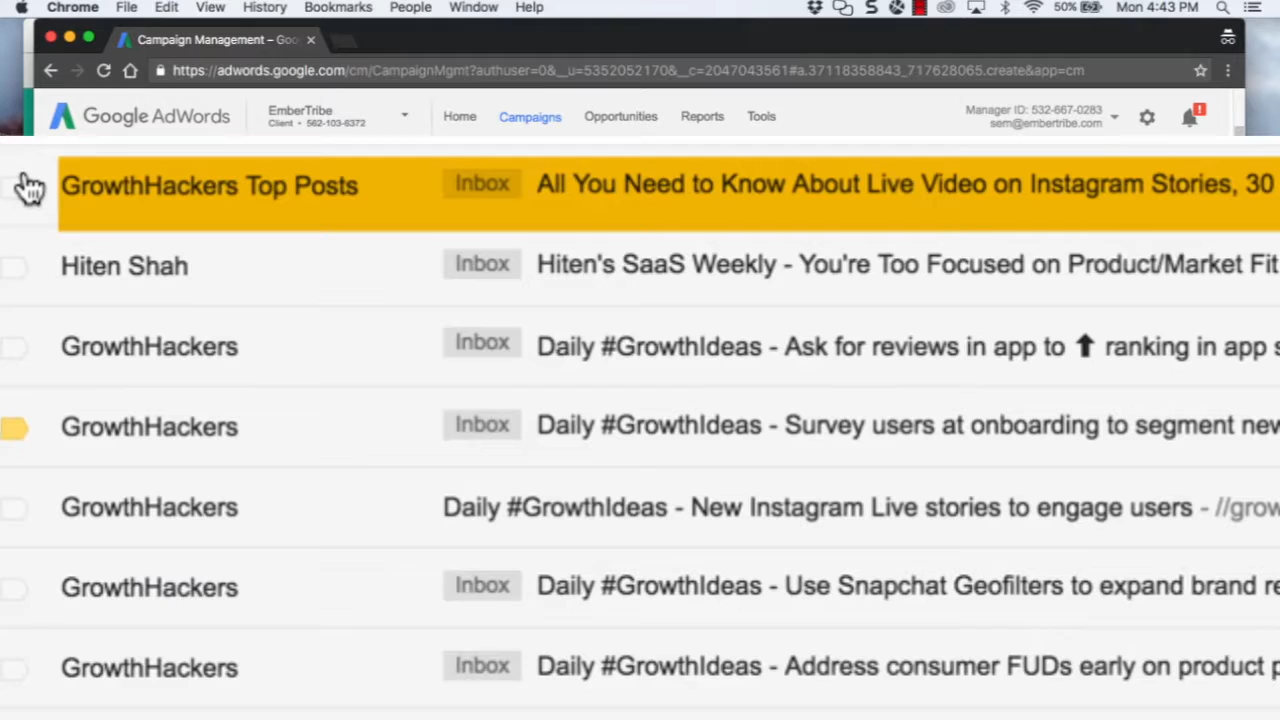 Chrome File Edit View History Bookmarks People Window Help 50% Mon 4:43 PM
Campaign Management – Goo
https://adwords.google.com/cm/CampaignMgmt?authuser=0&__u=5352052170&__c=2047043561#a.37118358843_717628065.create&app=cm
Google AdWords EmberTribe Home Campaigns Opportunities Reports Tools Manager ID: 532-667-0283
Client • 562-103-6372 sem@embertribe.com
GrowthHackers Top Posts Inbox All You Need to Know About Live Video on Instagram Stories, 30
Hiten Shah Inbox Hiten's SaaS Weekly - You're Too Focused on Product/Market Fit
GrowthHackers Inbox Daily #GrowthIdeas - Ask for reviews in app to ⬆ ranking in app s
GrowthHackers Inbox Daily #GrowthIdeas - Survey users at onboarding to segment new
GrowthHackers Daily #GrowthIdeas - New Instagram Live stories to engage users - //grow
GrowthHackers Inbox Daily #GrowthIdeas - Use Snapchat Geofilters to expand brand re
GrowthHackers Inbox Daily #GrowthIdeas - Address consumer FUDs early on product p